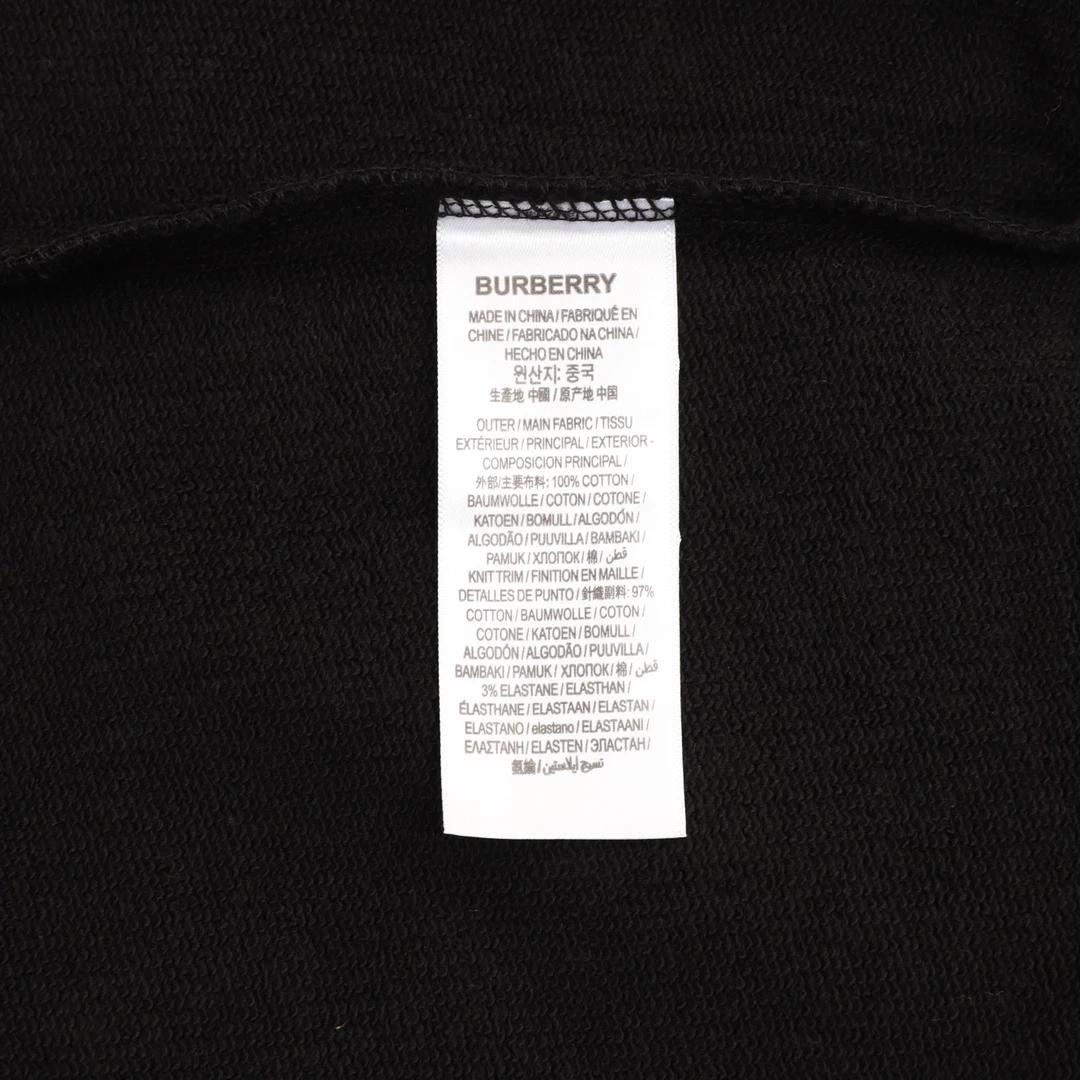 BURBERRY
MADE IN CHINA / FABRIQUÉ EN
CHINE / FABRICADO NA CHINA /
HECHO EN CHINA
원산지: 중국
生產地 中國 / 原产地 中国
OUTER / MAIN FABRIC / TISSU
EXTÉRIEUR / PRINCIPAL / EXTERIOR -
COMPOSICION PRINCIPAL /
外部/主要布料: 100% COTTON /
BAUMWOLLE / COTON / COTONE /
KATOEN / BOMULL / ALGODÓN /
ALGODÃO / PUUVILLA / BAMBAKI /
PAMUK / ХЛОПОК / 棉 / قطن
KNIT TRIM / FINITION EN MAILLE /
DETALLES DE PUNTO / 針織副料: 97%
COTTON / BAUMWOLLE / COTON /
COTONE / KATOEN / BOMULL /
ALGODÓN / ALGODÃO / PUUVILLA /
BAMBAKI / PAMUK / ХЛОПОК / 棉 / قطن
3% ELASTANE / ELASTHAN /
ÉLASTHANE / ELASTAAN / ELASTAN /
ELASTANO / elastano / ELASTAANI /
ΕΛΑΣΤΑΝΗ / ELASTEN / ЭЛАСТАН /
氨綸 / نسيج إيلاستين